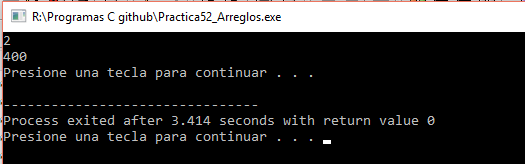 R:\Programas C github\Practica52_Arreglos.exe
2
400
Presione una tecla para continuar . . .
--------------------------------
Process exited after 3.414 seconds with return value 0
Presione una tecla para continuar . . .